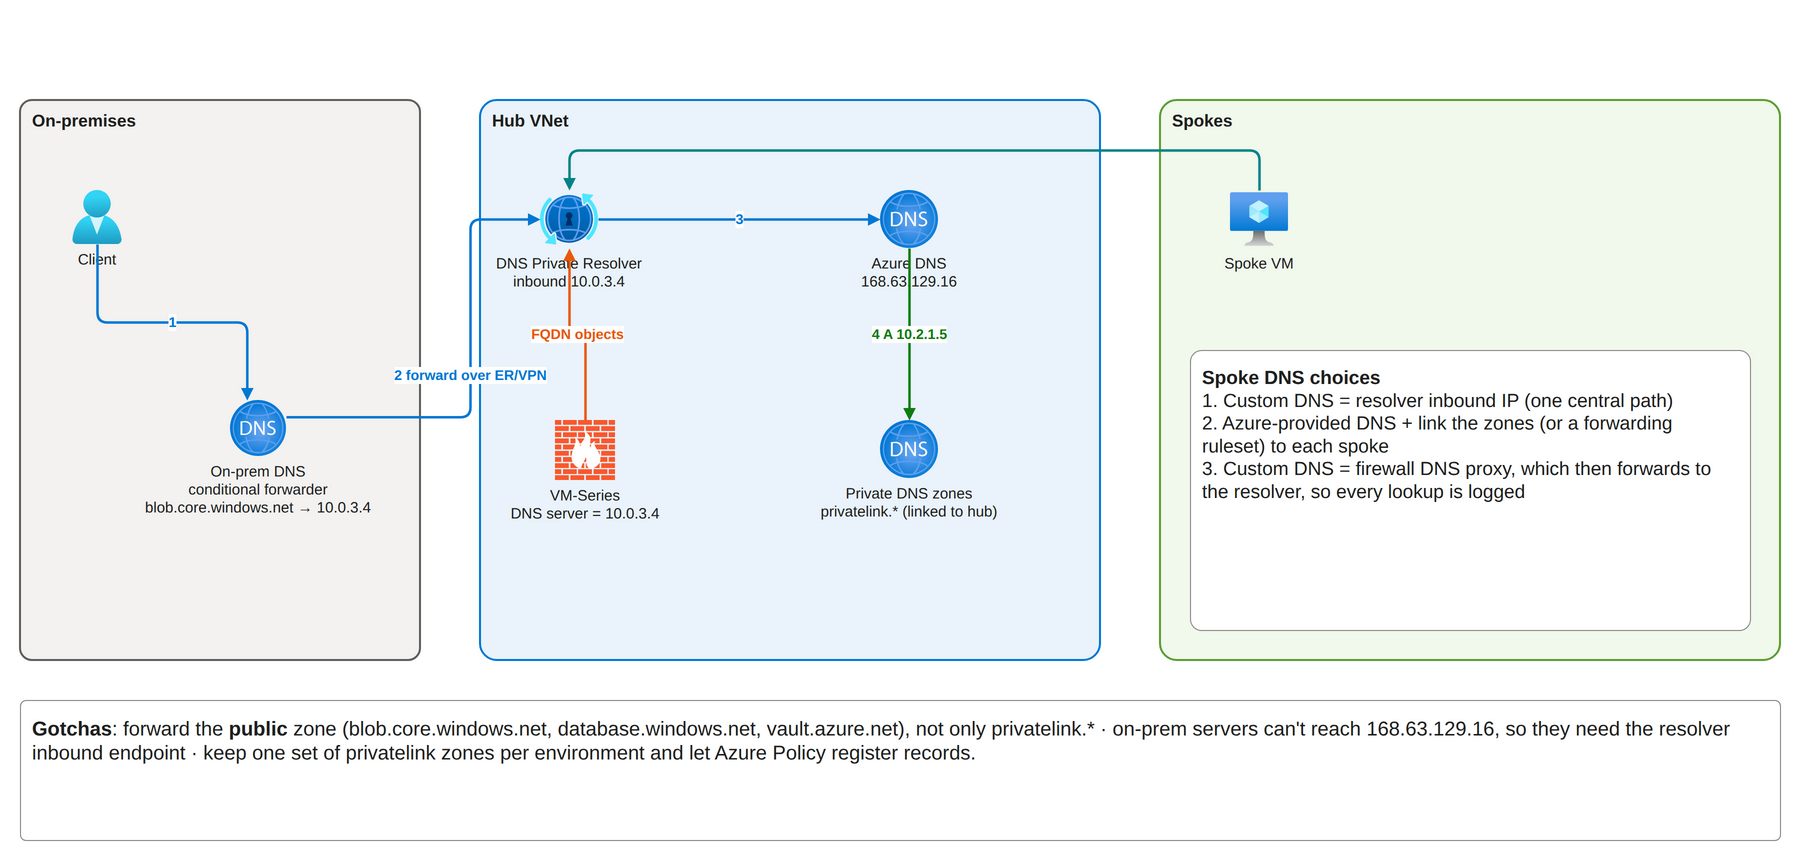 On-premises
Client
1
DNS
On-prem DNS
conditional forwarder
blob.core.windows.net → 10.0.3.4
2 forward over ER/VPN
Hub VNet
DNS Private Resolver
inbound 10.0.3.4
3
DNS
Azure DNS
168.63.129.16
FQDN objects
4 A 10.2.1.5
VM-Series
DNS server = 10.0.3.4
DNS
Private DNS zones
privatelink.* (linked to hub)
Spokes
Spoke VM
Spoke DNS choices
1. Custom DNS = resolver inbound IP (one central path)
2. Azure-provided DNS + link the zones (or a forwarding
ruleset) to each spoke
3. Custom DNS = firewall DNS proxy, which then forwards to
the resolver, so every lookup is logged
Gotchas: forward the public zone (blob.core.windows.net, database.windows.net, vault.azure.net), not only privatelink.* · on-prem servers can't reach 168.63.129.16, so they need the resolver
inbound endpoint · keep one set of privatelink zones per environment and let Azure Policy register records.